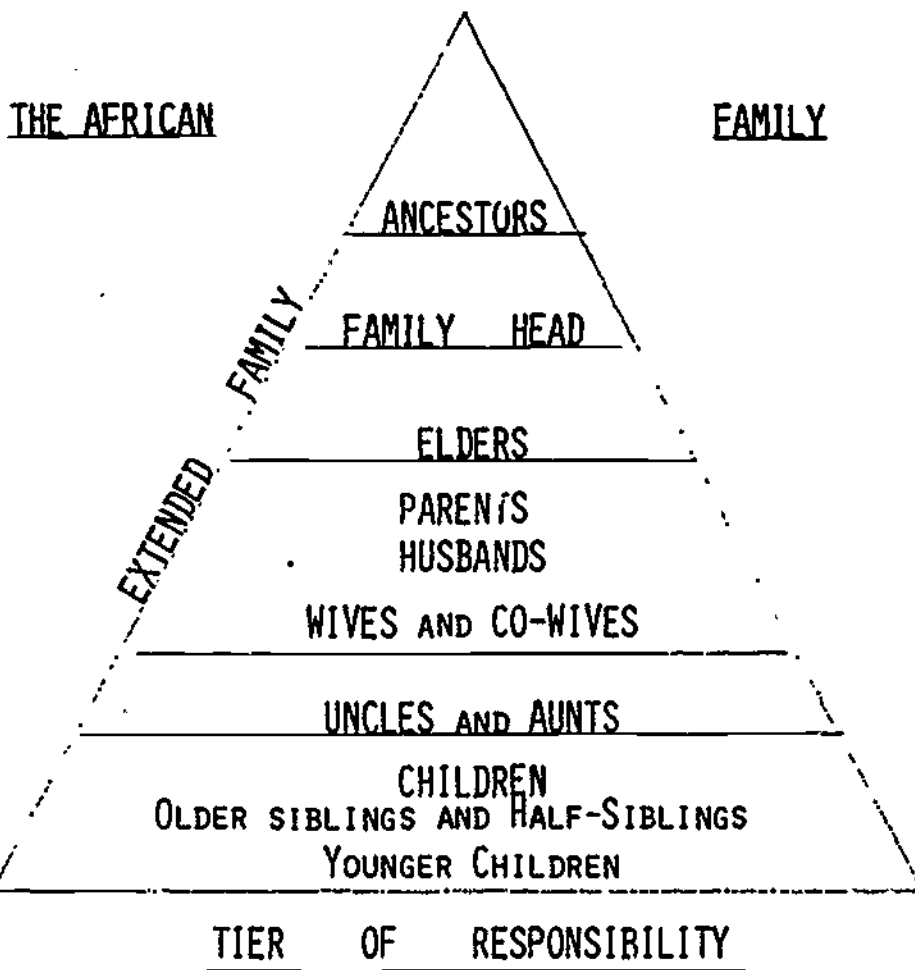 THE AFRICAN FAMILY
ANCESTORS
FAMILY HEAD
ELDERS
PARENTS
HUSBANDS
WIVES AND CO-WIVES
UNCLES AND AUNTS
CHILDREN
OLDER SIBLINGS AND HALF-SIBLINGS
YOUNGER CHILDREN
EXTENDED FAMILY
TIER OF RESPONSIBILITY